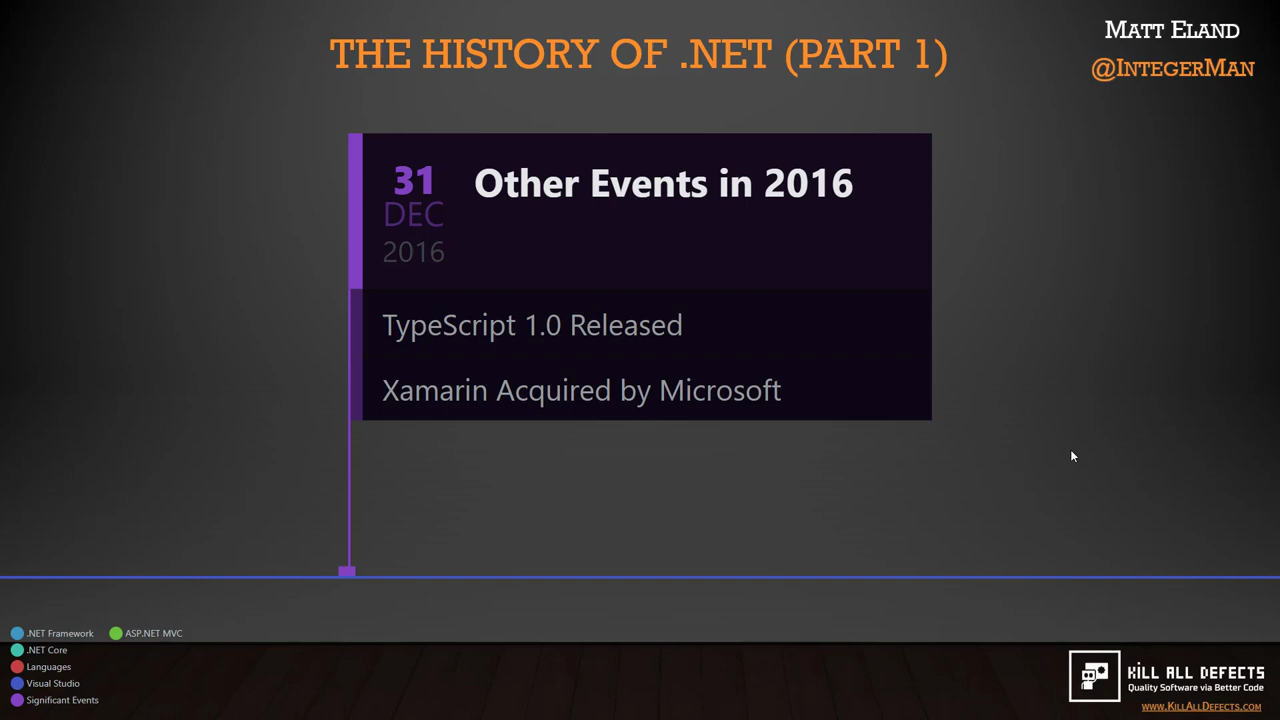 THE HISTORY OF .NET (PART 1)
MATT ELAND
@INTEGERMAN
31
DEC
2016
Other Events in 2016
TypeScript 1.0 Released
Xamarin Acquired by Microsoft
.NET Framework
ASP.NET MVC
.NET Core
Languages
Visual Studio
Significant Events
KILL ALL DEFECTS
Quality Software via Better Code
WWW.KILLALLDEFECTS.COM